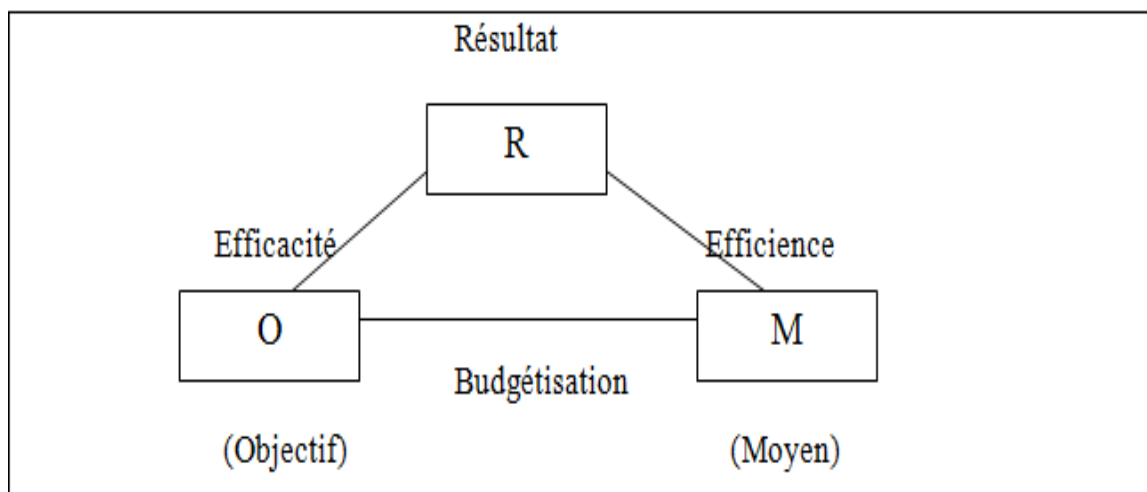 Résultat
R
Efficacité
Efficience
O
M
Budgétisation
(Objectif)
(Moyen)